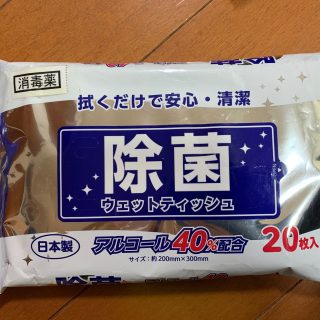 消毒薬
拭くだけで安心・清潔
除菌
ウェットティッシュ
日本製
アルコール40%配合
20枚入
サイズ：約200mm×300mm
除菌